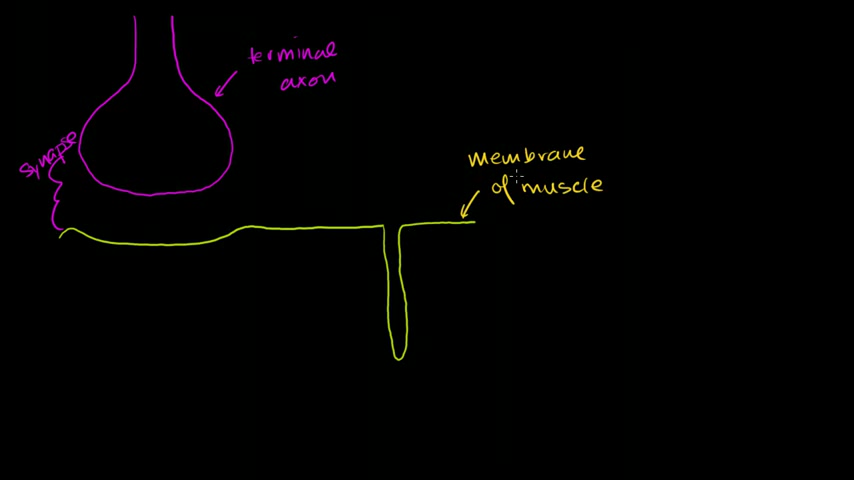 terminal
axon
synapse
membrane
of muscle